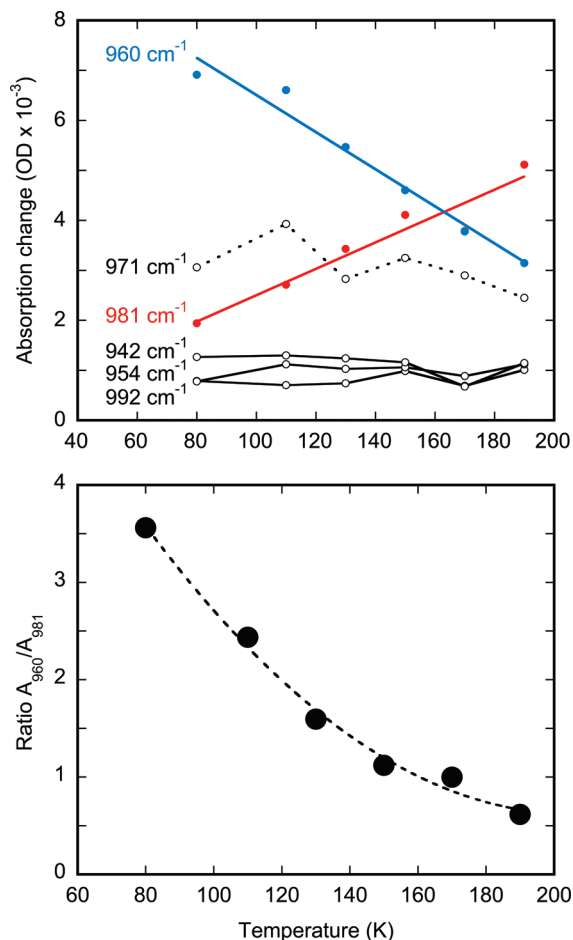 8
960 cm⁻¹
6
Absorption change (OD x 10⁻³)
4
971 cm⁻¹
981 cm⁻¹
2
942 cm⁻¹
954 cm⁻¹
992 cm⁻¹
0
40 60 80 100 120 140 160 180 200
4
3
Ratio A₉₆₀/A₉₈₁
2
1
0
60 80 100 120 140 160 180 200
Temperature (K)